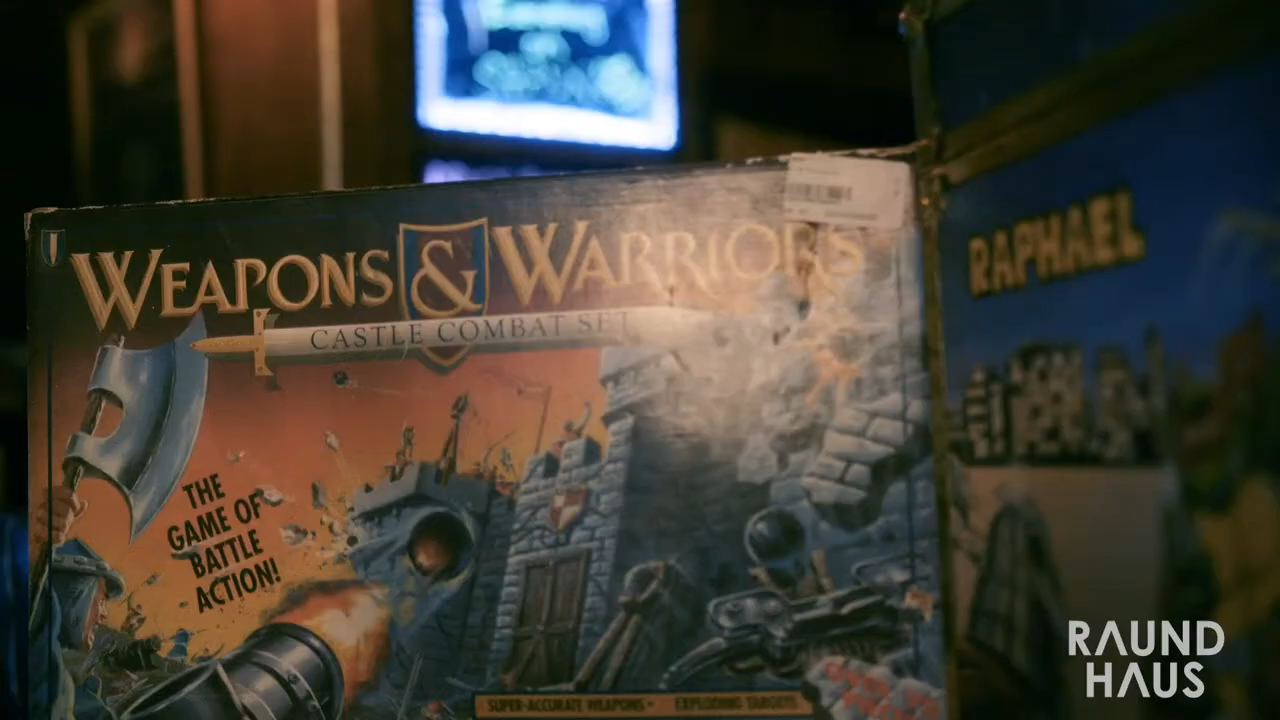 WEAPONS & WARRIORS
CASTLE COMBAT SET
RAPHAEL
THE
GAME OF
BATTLE
ACTION!
SUPER-ACCURATE WEAPONS • EXPLODING TARGETS
RAUND
HAUS